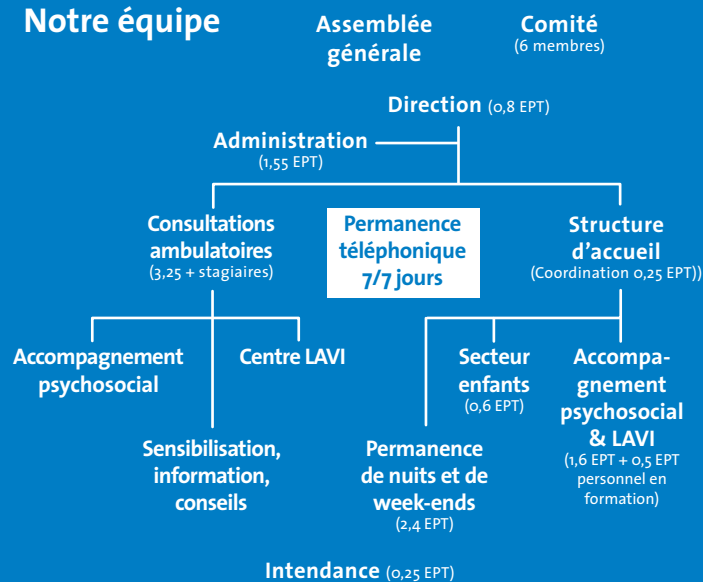 Notre équipe
Assemblée
générale
Comité
(6 membres)
Direction (0,8 EPT)
Administration
(1,55 EPT)
Consultations
ambulatoires
(3,25 + stagiaires)
Permanence
téléphonique
7/7 jours
Structure
d'accueil
(Coordination 0,25 EPT))
Accompagnement
psychosocial
Centre LAVI
Sensibilisation,
information,
conseils
Permanence
de nuits et de
week-ends
(2,4 EPT)
Secteur
enfants
(0,6 EPT)
Accompa-
gnement
psychosocial
& LAVI
(1,6 EPT + 0,5 EPT
personnel en
formation)
Intendance (0,25 EPT)